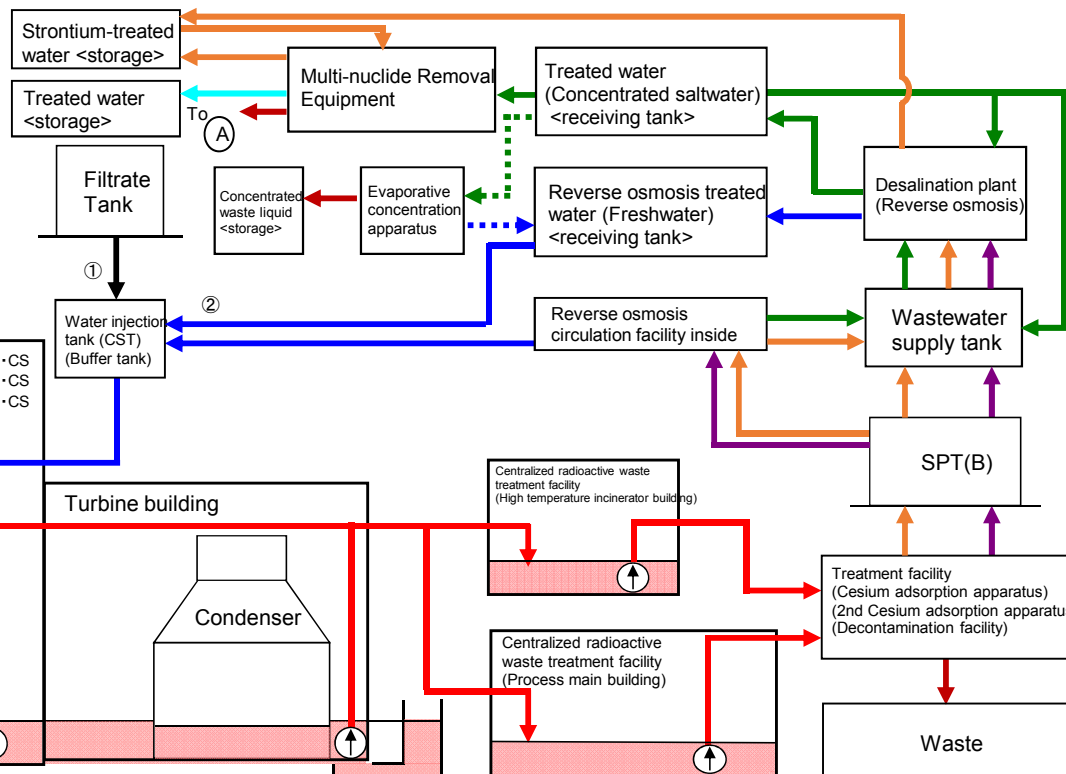 Strontium-treated
water <storage>
Multi-nuclide Removal
Equipment
Treated water
(Concentrated saltwater)
<receiving tank>
Treated water
<storage>
To
A
Filtrate
Tank
Concentrated
waste liquid
<storage>
Evaporative
concentration
apparatus
Reverse osmosis treated
water (Freshwater)
<receiving tank>
Desalination plant
(Reverse osmosis)
①
②
Water injection
tank (CST)
(Buffer tank)
Reverse osmosis
circulation facility inside
Wastewater
supply tank
・CS
・CS
・CS
SPT(B)
Centralized radioactive waste
treatment facility
(High temperature incinerator building)
Turbine building
Condenser
Treatment facility
(Cesium adsorption apparatus)
(2nd Cesium adsorption apparatus
(Decontamination facility)
Centralized radioactive
waste treatment facility
(Process main building)
Waste